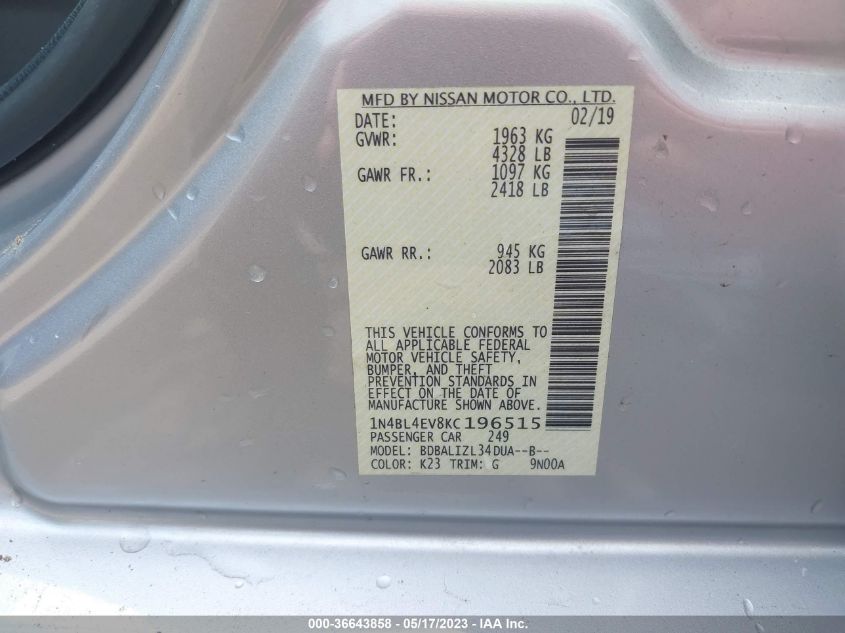 MFD BY NISSAN MOTOR CO., LTD.
DATE: 02/19
GVWR: 1963 KG
4328 LB
GAWR FR.: 1097 KG
2418 LB
GAWR RR.: 945 KG
2083 LB
THIS VEHICLE CONFORMS TO
ALL APPLICABLE FEDERAL
MOTOR VEHICLE SAFETY,
BUMPER, AND THEFT
PREVENTION STANDARDS IN
EFFECT ON THE DATE OF
MANUFACTURE SHOWN ABOVE.
1N4BL4EV8KC196515
PASSENGER CAR 249
MODEL: BDBALIZL34DUA--B--
COLOR: K23 TRIM: G 9N00A
000-36643858 - 05/17/2023 - IAA Inc.